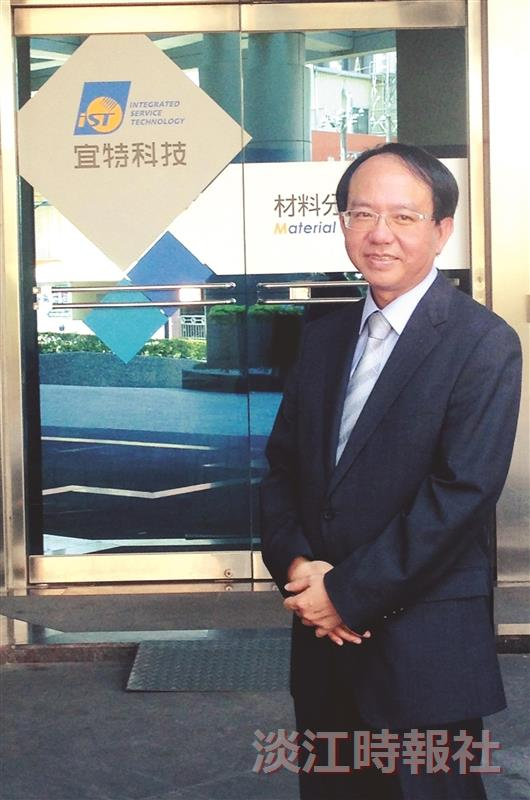 iST
INTEGRATED
SERVICE
TECHNOLOGY
宜特科技
材料分
Material
淡江時報社